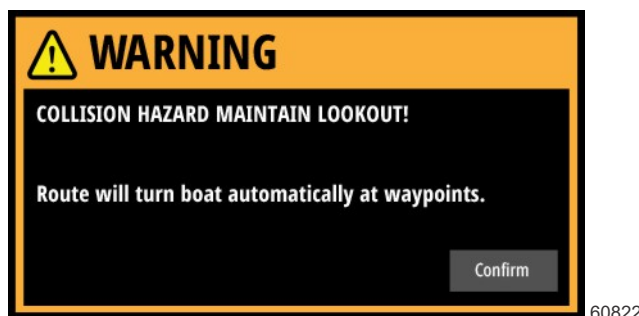 WARNING
COLLISION HAZARD MAINTAIN LOOKOUT!
Route will turn boat automatically at waypoints.
Confirm
60822